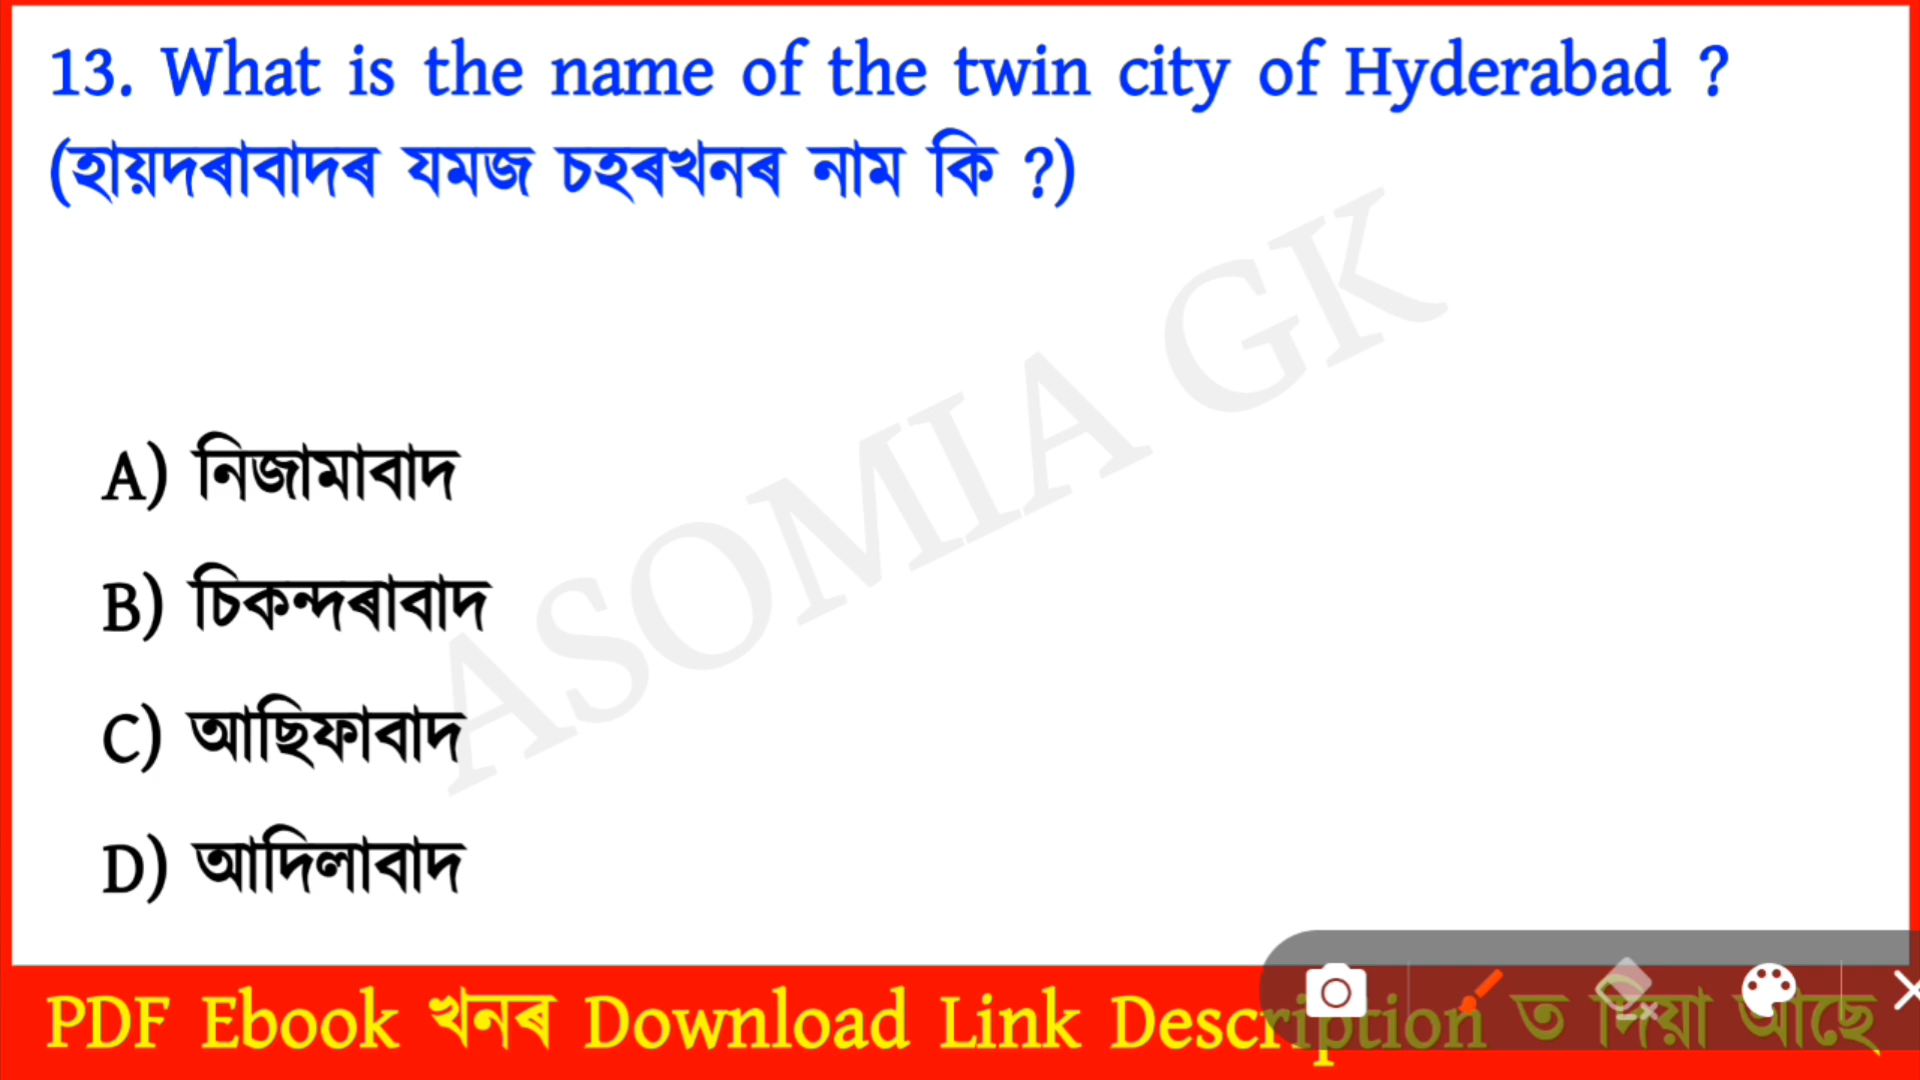 13. What is the name of the twin city of Hyderabad ?
(হায়দৰাবাদৰ যমজ চহৰখনৰ নাম কি ?)
ASOMIA GK
A) নিজামাবাদ
B) চিকন্দৰাবাদ
C) আছিফাবাদ
D) আদিলাবাদ
PDF Ebook খনৰ Download Link Description ত দিয়া আছে